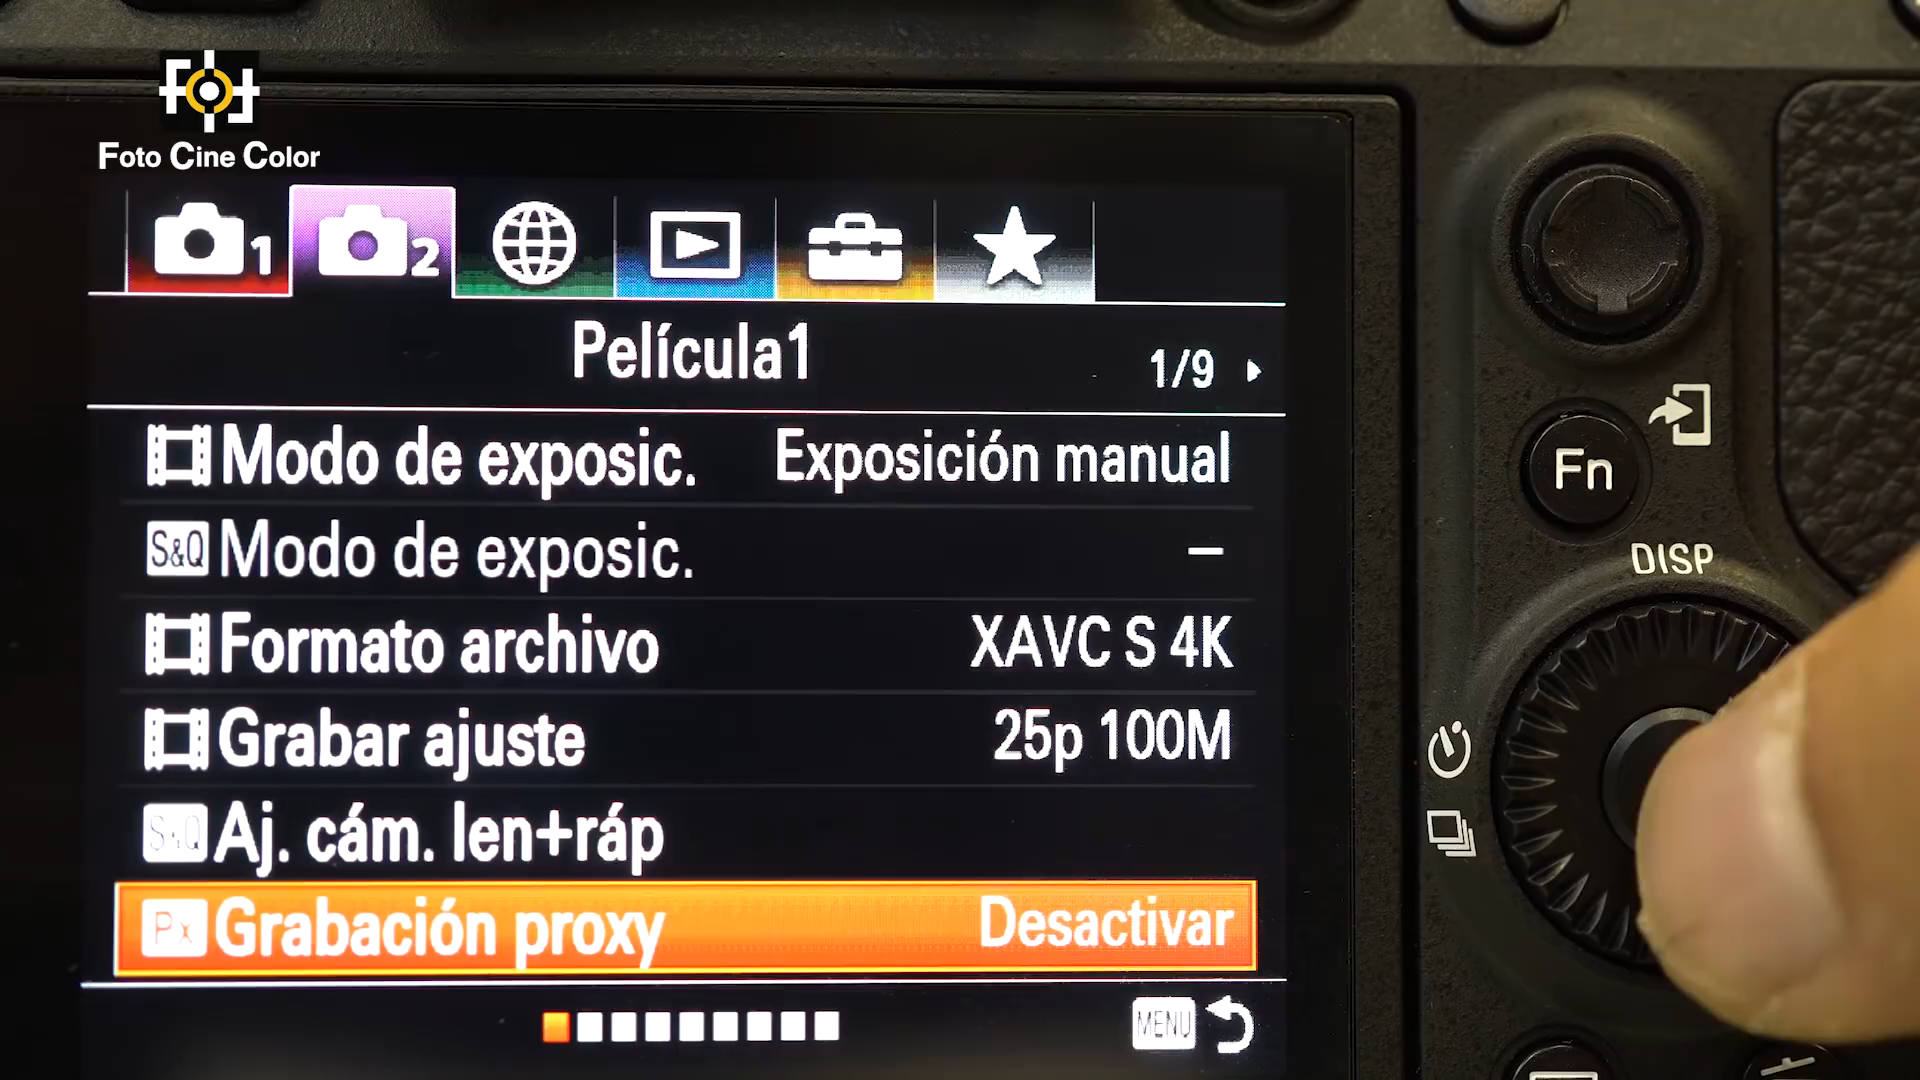 Foto Cine Color
1 2
Película1 1/9
Modo de exposic. Exposición manual
S&Q Modo de exposic. –
Formato archivo XAVC S 4K
Grabar ajuste 25p 100M
S&Q Aj. cám. len+ráp
Px Grabación proxy Desactivar
MENU
Fn
DISP